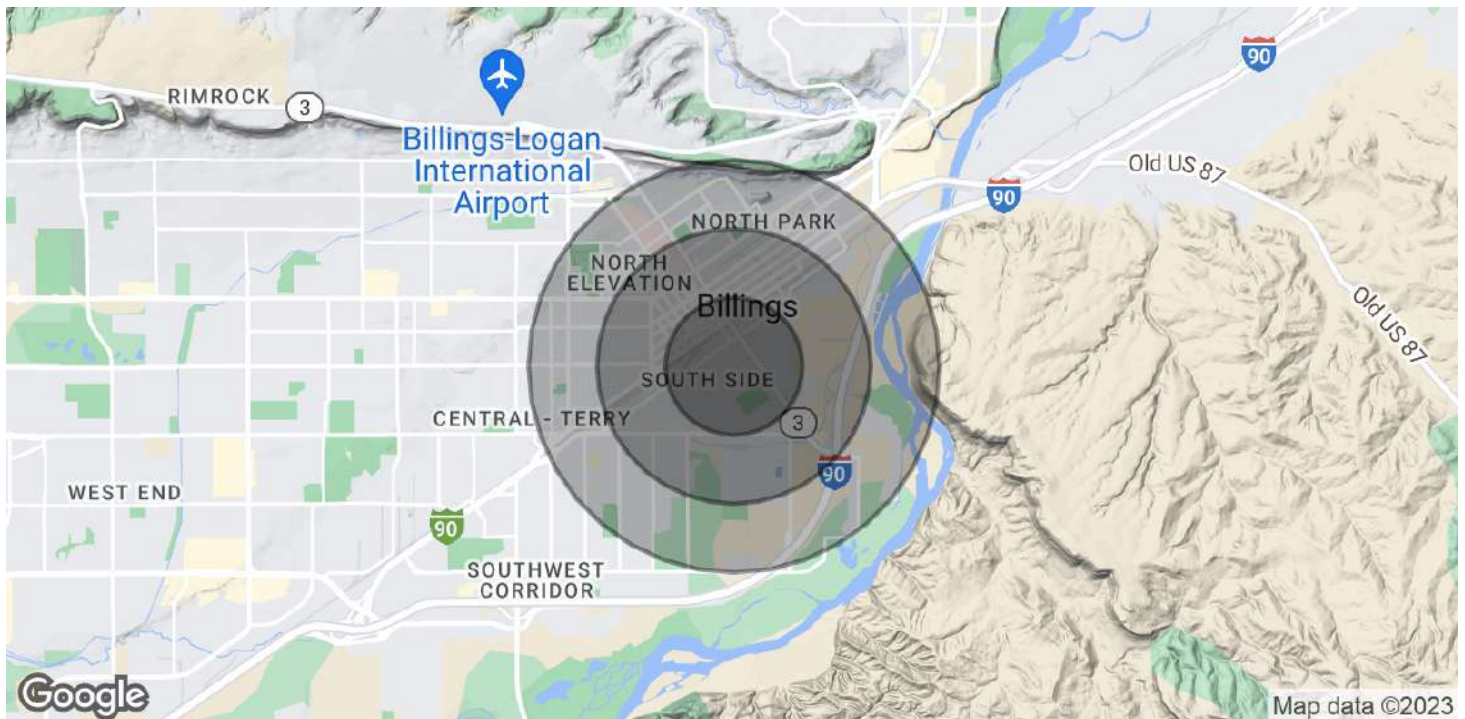 90
RIMROCK
3
Billings-Logan
International
Airport
Old US 87
90
NORTH PARK
NORTH
ELEVATION
Billings
Old US 87
SOUTH SIDE
CENTRAL - TERRY
3
90
WEST END
90
SOUTHWEST
CORRIDOR
Google
Map data ©2023